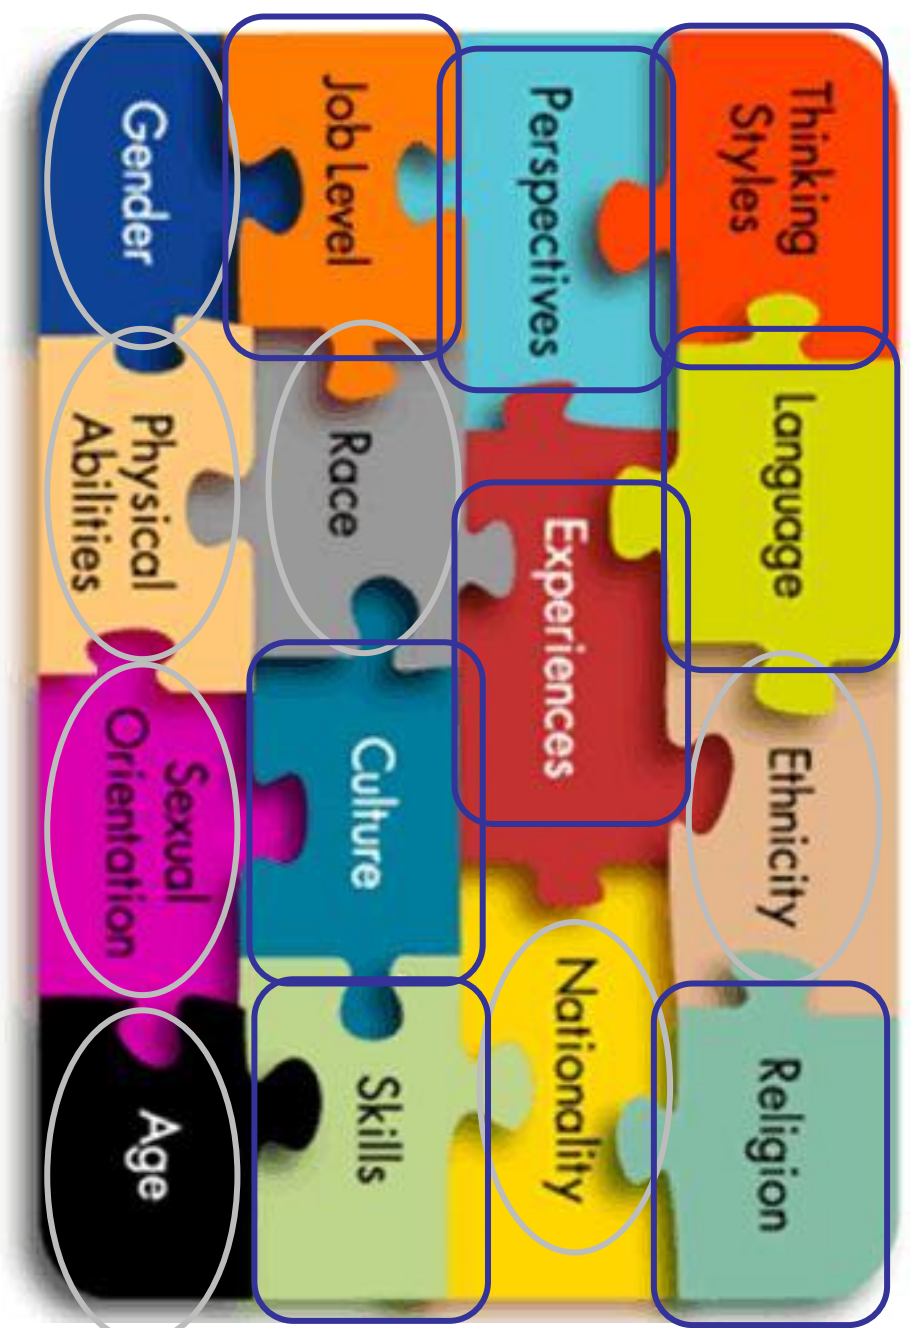 Thinking
Styles
Language
Ethnicity
Religion
Perspectives
Experiences
Nationality
Job Level
Race
Culture
Skills
Gender
Physical
Abilities
Sexual
Orientation
Age